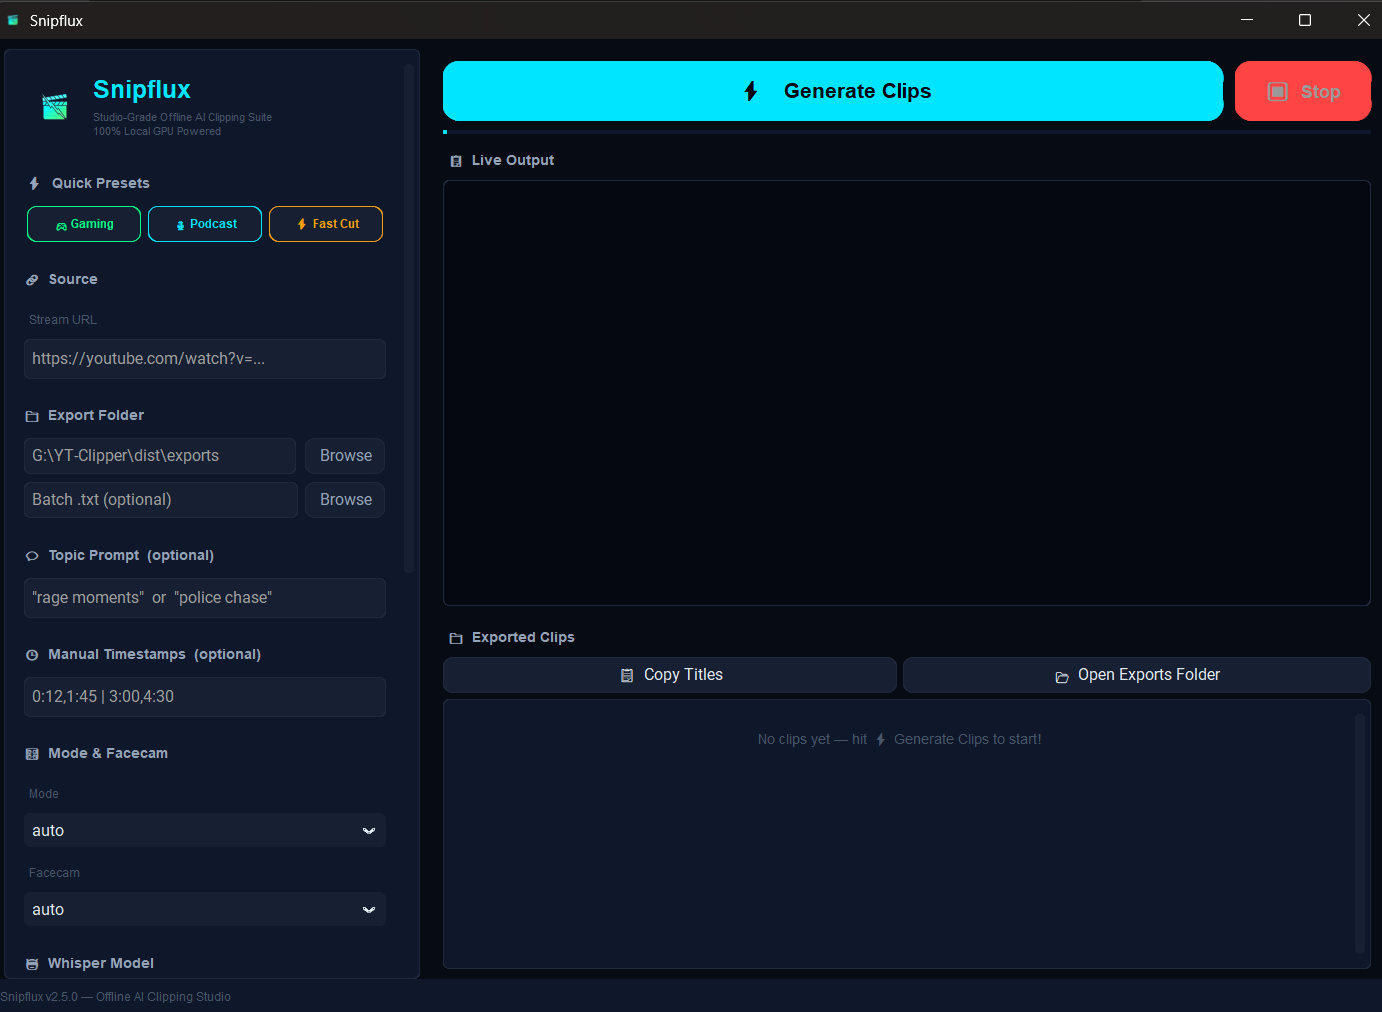 Snipflux
Snipflux
Studio-Grade Offline AI Clipping Suite
100% Local GPU Powered
Quick Presets
Gaming
Podcast
Fast Cut
Source
Stream URL
https://youtube.com/watch?v=...
Export Folder
G:\YT-Clipper\dist\exports
Browse
Batch .txt (optional)
Browse
Topic Prompt (optional)
"rage moments" or "police chase"
Manual Timestamps (optional)
0:12,1:45 | 3:00,4:30
Mode & Facecam
Mode
auto
Facecam
auto
Whisper Model
Generate Clips
Stop
Live Output
Exported Clips
Copy Titles
Open Exports Folder
No clips yet — hit ⚡ Generate Clips to start!
Snipflux v2.5.0 — Offline AI Clipping Studio